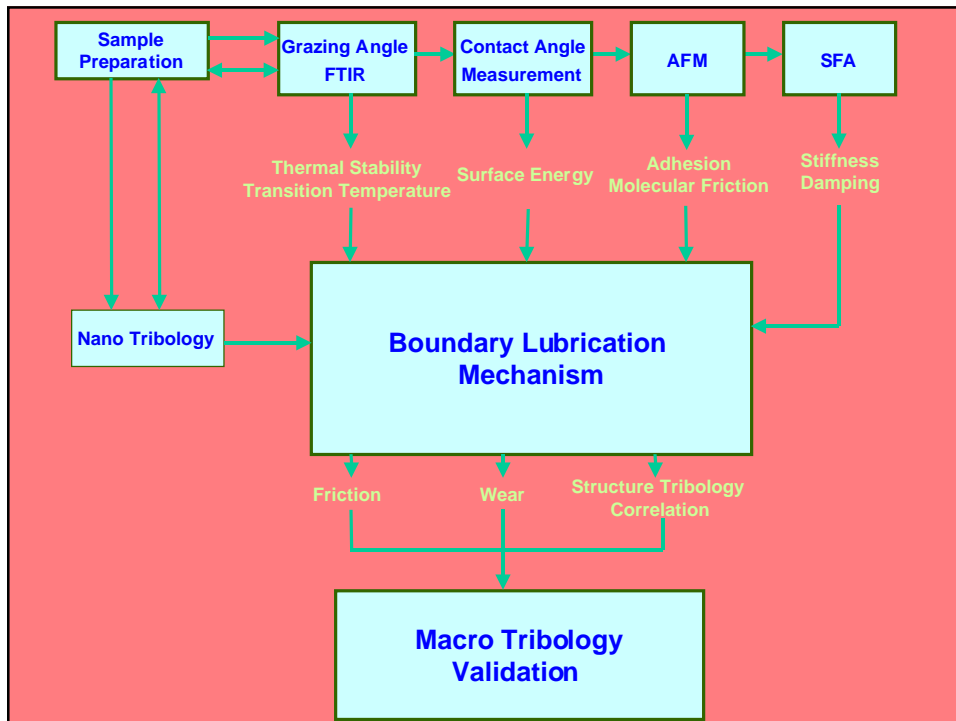 Sample
Preparation
Grazing Angle
FTIR
Contact Angle
Measurement
AFM
SFA
Thermal Stability
Transition Temperature
Surface Energy
Adhesion
Molecular Friction
Stiffness
Damping
Nano Tribology
Boundary Lubrication
Mechanism
Friction
Wear
Structure Tribology
Correlation
Macro Tribology
Validation